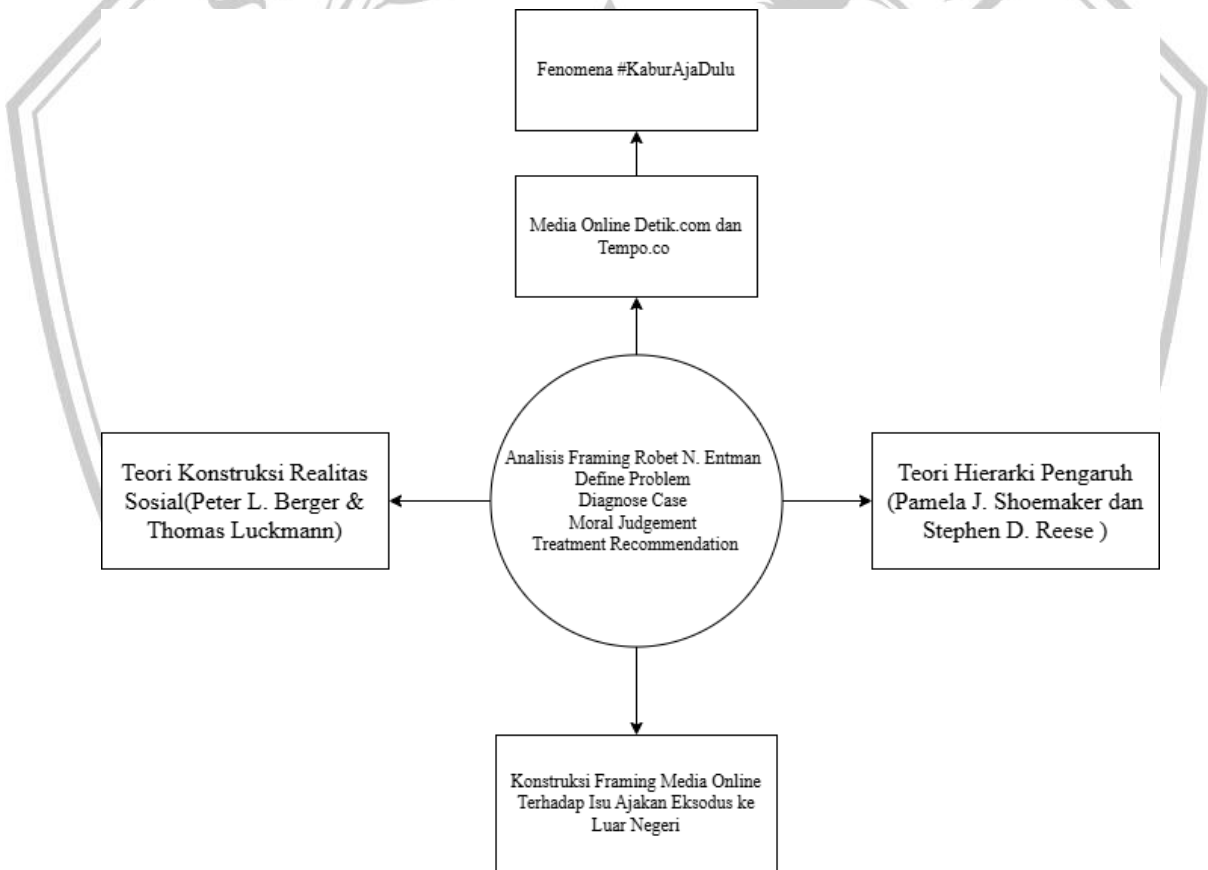 Fenomena #KaburAjaDulu
Media Online Detik.com dan
Tempo.co
Teori Konstruksi Realitas
Sosial(Peter L. Berger &
Thomas Luckmann)
Analisis Framing Robet N. Entman
Define Problem
Diagnose Case
Moral Judgement
Treatment Recommendation
Teori Hierarki Pengaruh
(Pamela J. Shoemaker dan
Stephen D. Reese )
Konstruksi Framing Media Online
Terhadap Isu Ajakan Eksodus ke
Luar Negeri